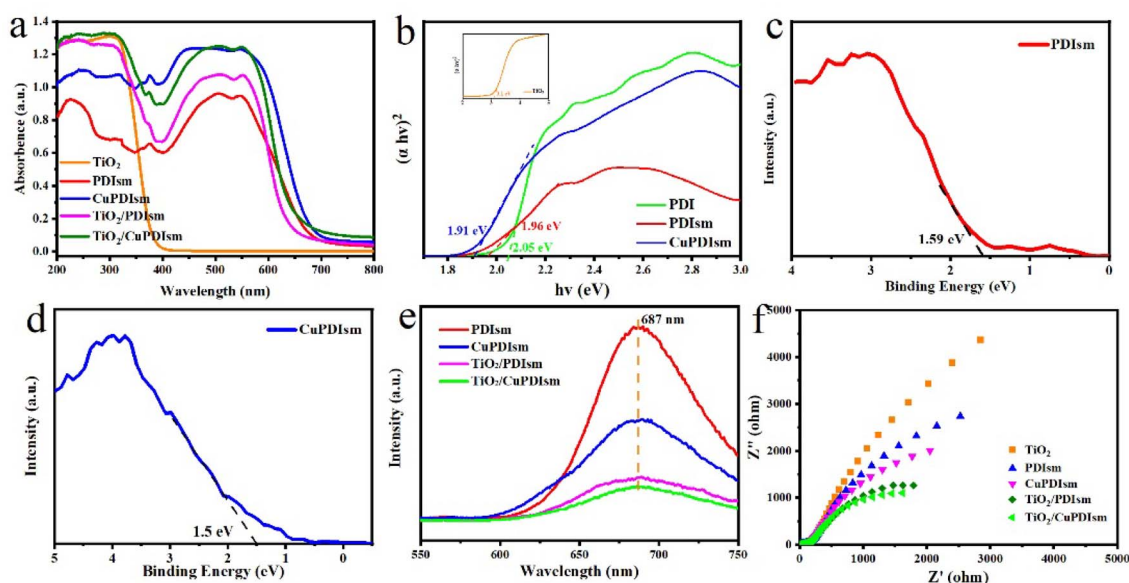 a
1.4
1.2
1.0
0.8
0.6
0.4
0.2
0.0
Absorbence (a.u.)
TiO₂
PDIsm
CuPDIsm
TiO₂/PDIsm
TiO₂/CuPDIsm
200 300 400 500 600 700 800
Wavelength (nm)
b
TiO₂
(α hv)²
1.91 eV
1.96 eV
2.05 eV
PDI
PDIsm
CuPDIsm
1.8 2.0 2.2 2.4 2.6 2.8 3.0
hv (eV)
c
PDIsm
Intensity (a.u.)
1.59 eV
4 3 2 1 0
Binding Energy (eV)
d
CuPDIsm
Intensity (a.u.)
1.5 eV
5 4 3 2 1 0
Binding Energy (eV)
e
687 nm
PDIsm
CuPDIsm
TiO₂/PDIsm
TiO₂/CuPDIsm
Intensity (a.u.)
550 600 650 700 750
Wavelength (nm)
f
5000
4000
3000
2000
1000
0
Z'' (ohm)
TiO₂
PDIsm
CuPDIsm
TiO₂/PDIsm
TiO₂/CuPDIsm
0 1000 2000 3000 4000 5000
Z' (ohm)